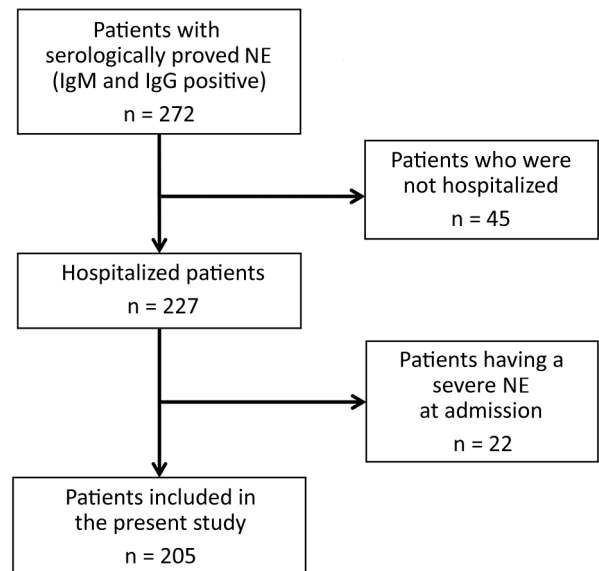 Patients with
serologically proved NE
(IgM and IgG positive)
n = 272
Patients who were
not hospitalized
n = 45
Hospitalized patients
n = 227
Patients having a
severe NE
at admission
n = 22
Patients included in
the present study
n = 205